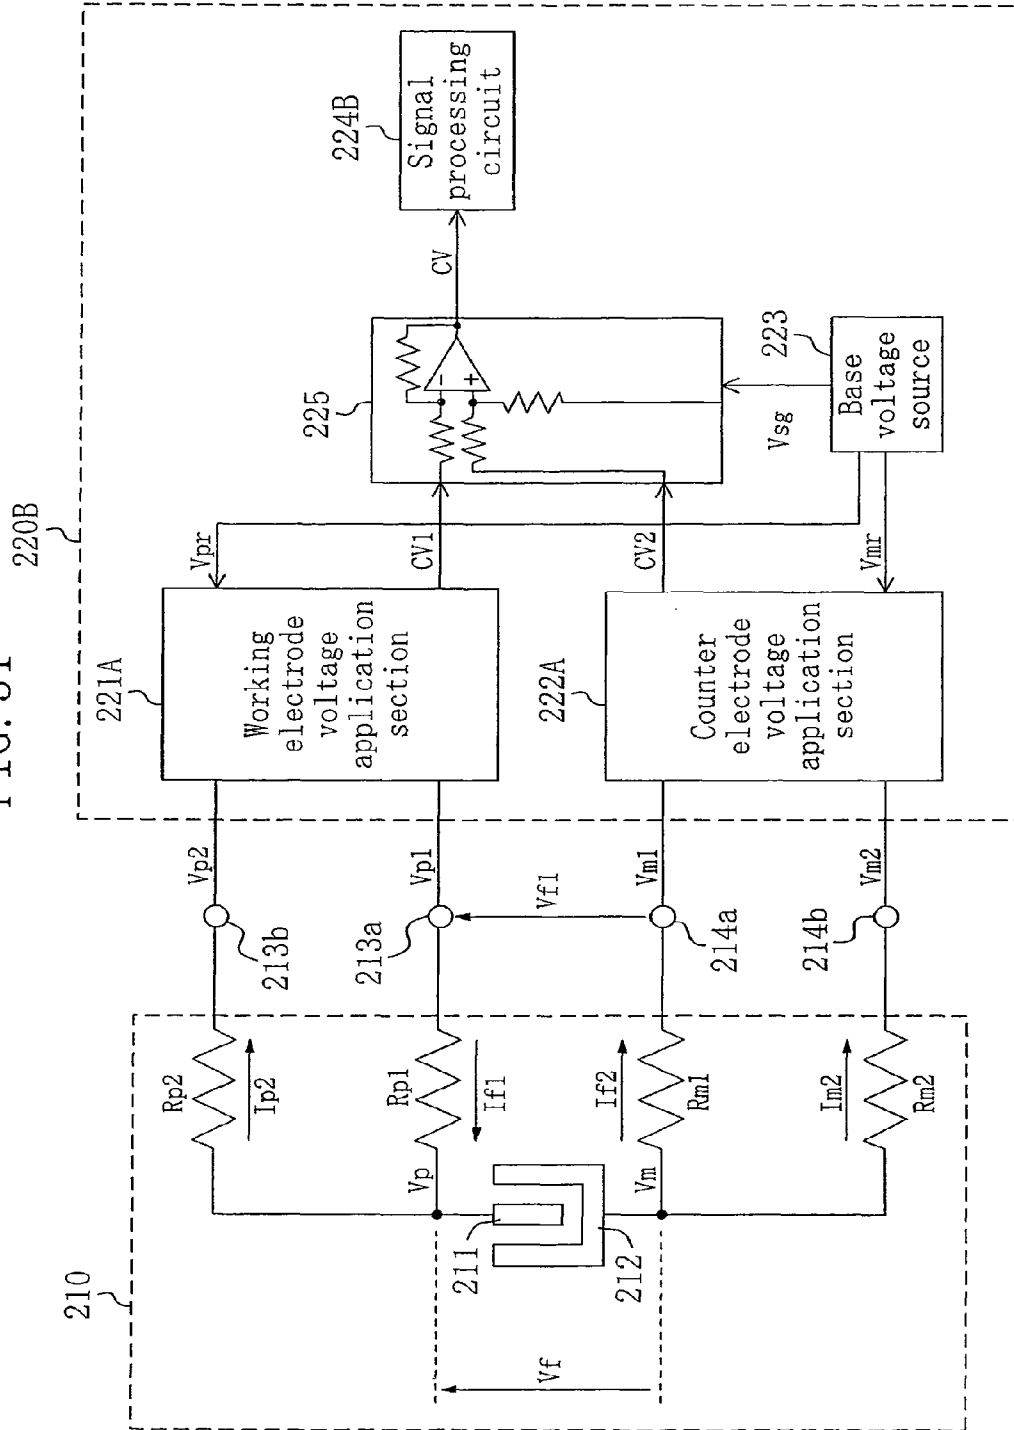 FIG.
220B
210
221A
222A
224B
225
223
Working
electrode
voltage
application
section
Counter
electrode
voltage
application
section
Signal
processing
circuit
Base
voltage
source
Vpr
CV1
CV2
Vmr
Vsg
CV
-
+
Vp2
Vp1
Vm1
Vm2
Vf1
213b
213a
214a
214b
Rp2
Ip2
Rp1
If1
If2
Rm1
Im2
Rm2
Vp
Vm
211
212
Vf